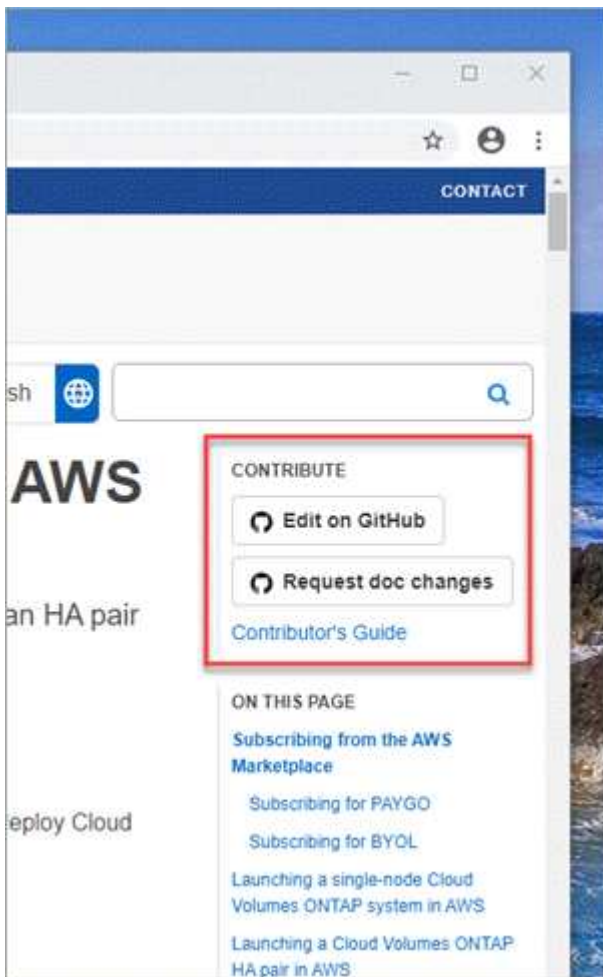 CONTACT
sh
AWS
CONTRIBUTE
Edit on GitHub
Request doc changes
an HA pair
Contributor's Guide
ON THIS PAGE
Subscribing from the AWS
Marketplace
Subscribing for PAYGO
eploy Cloud
Subscribing for BYOL
Launching a single-node Cloud
Volumes ONTAP system in AWS
Launching a Cloud Volumes ONTAP
HA pair in AWS